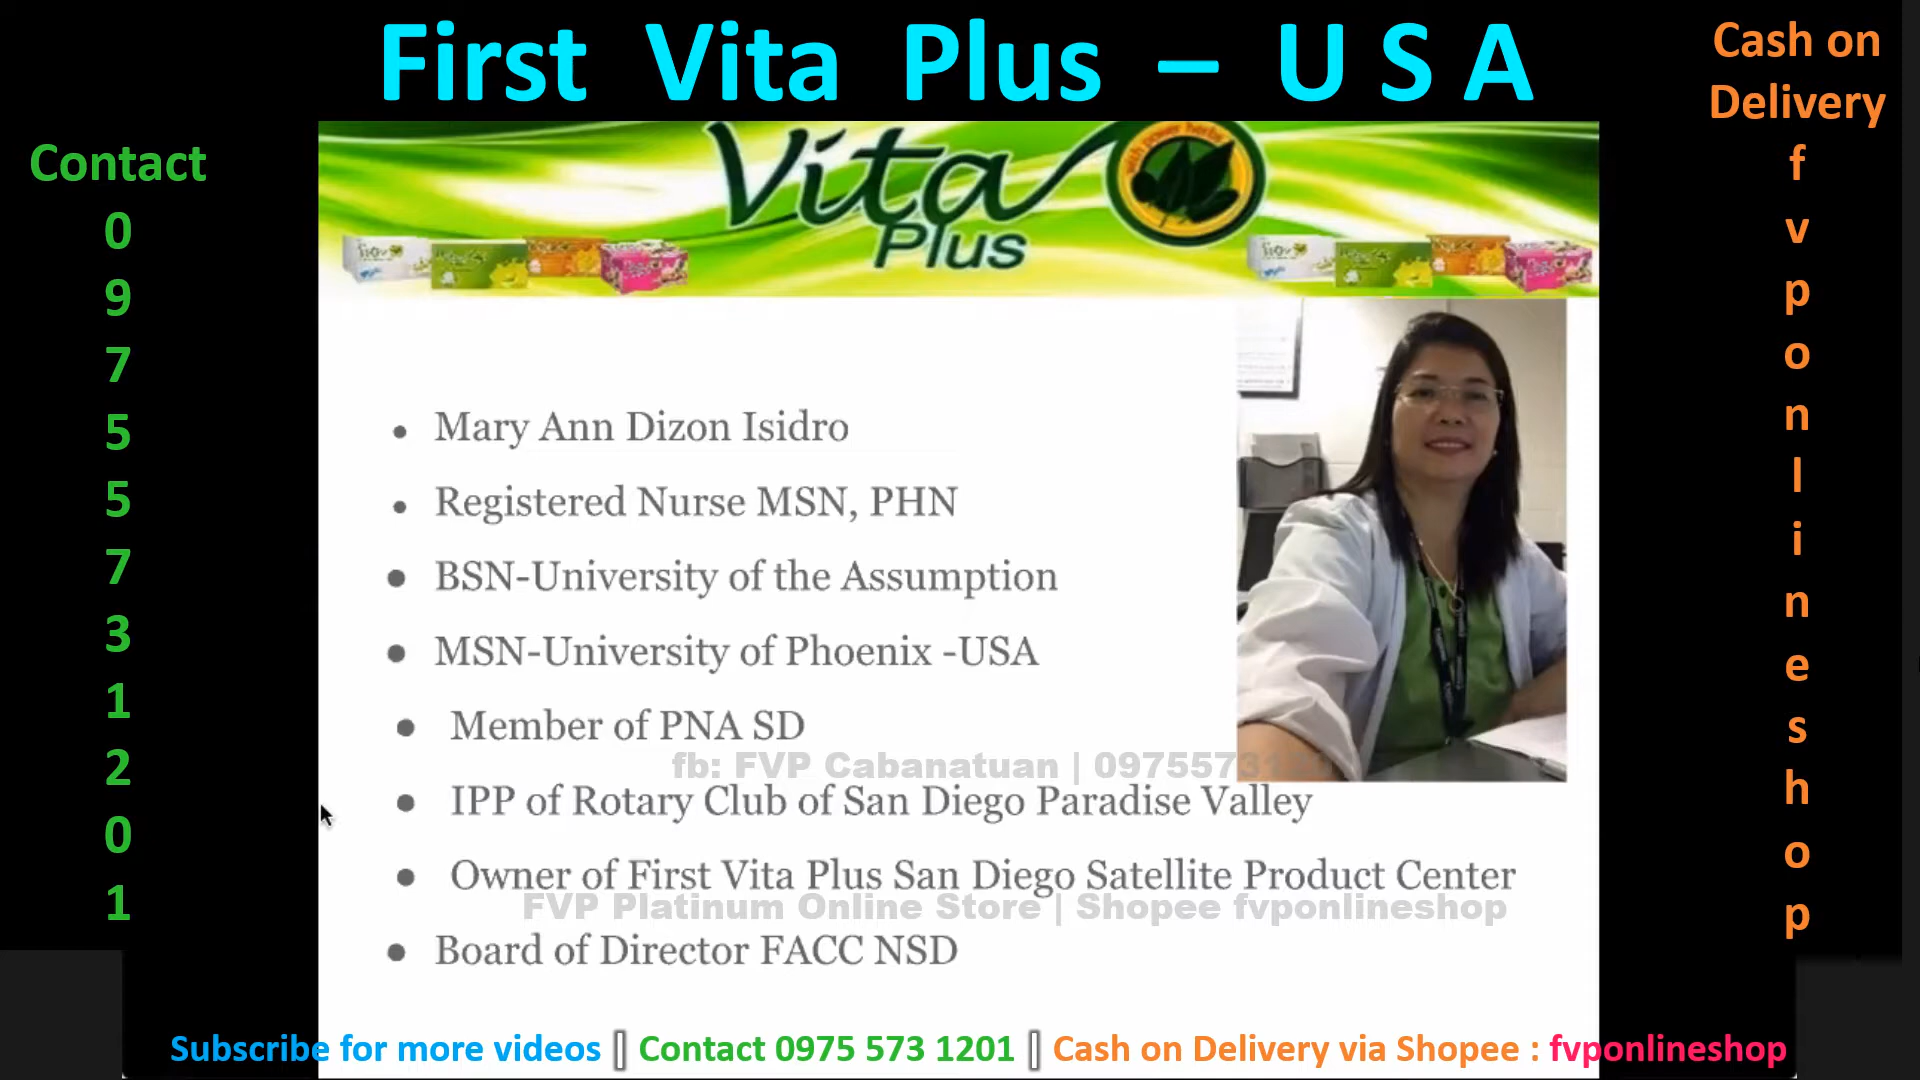 First Vita Plus – U S A
Cash on
Delivery
f
v
p
o
n
l
i
n
e
s
h
o
p
Contact
0
9
7
5
5
7
3
1
2
0
1
Vita
Plus
with power herbs
• Mary Ann Dizon Isidro
• Registered Nurse MSN, PHN
• BSN-University of the Assumption
• MSN-University of Phoenix -USA
• Member of PNA SD
fb: FVP Cabanatuan | 0975573
• IPP of Rotary Club of San Diego Paradise Valley
• Owner of First Vita Plus San Diego Satellite Product Center
FVP Platinum Online Store | Shopee fvponlineshop
• Board of Director FACC NSD
Subscribe for more videos | Contact 0975 573 1201 | Cash on Delivery via Shopee : fvponlineshop